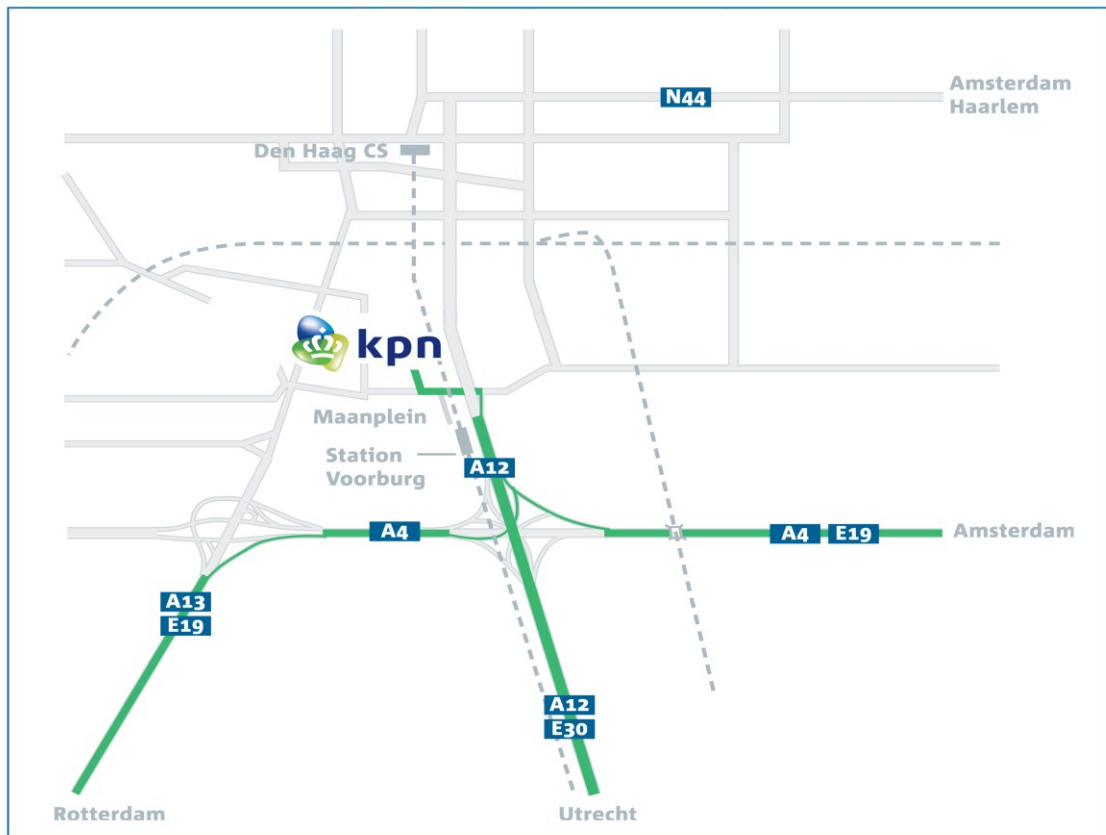 Amsterdam
Haarlem
N44
Den Haag CS
kpn
Maanplein
Station
Voorburg
A12
A4
A4
E19
Amsterdam
A13
E19
A12
E30
Rotterdam
Utrecht